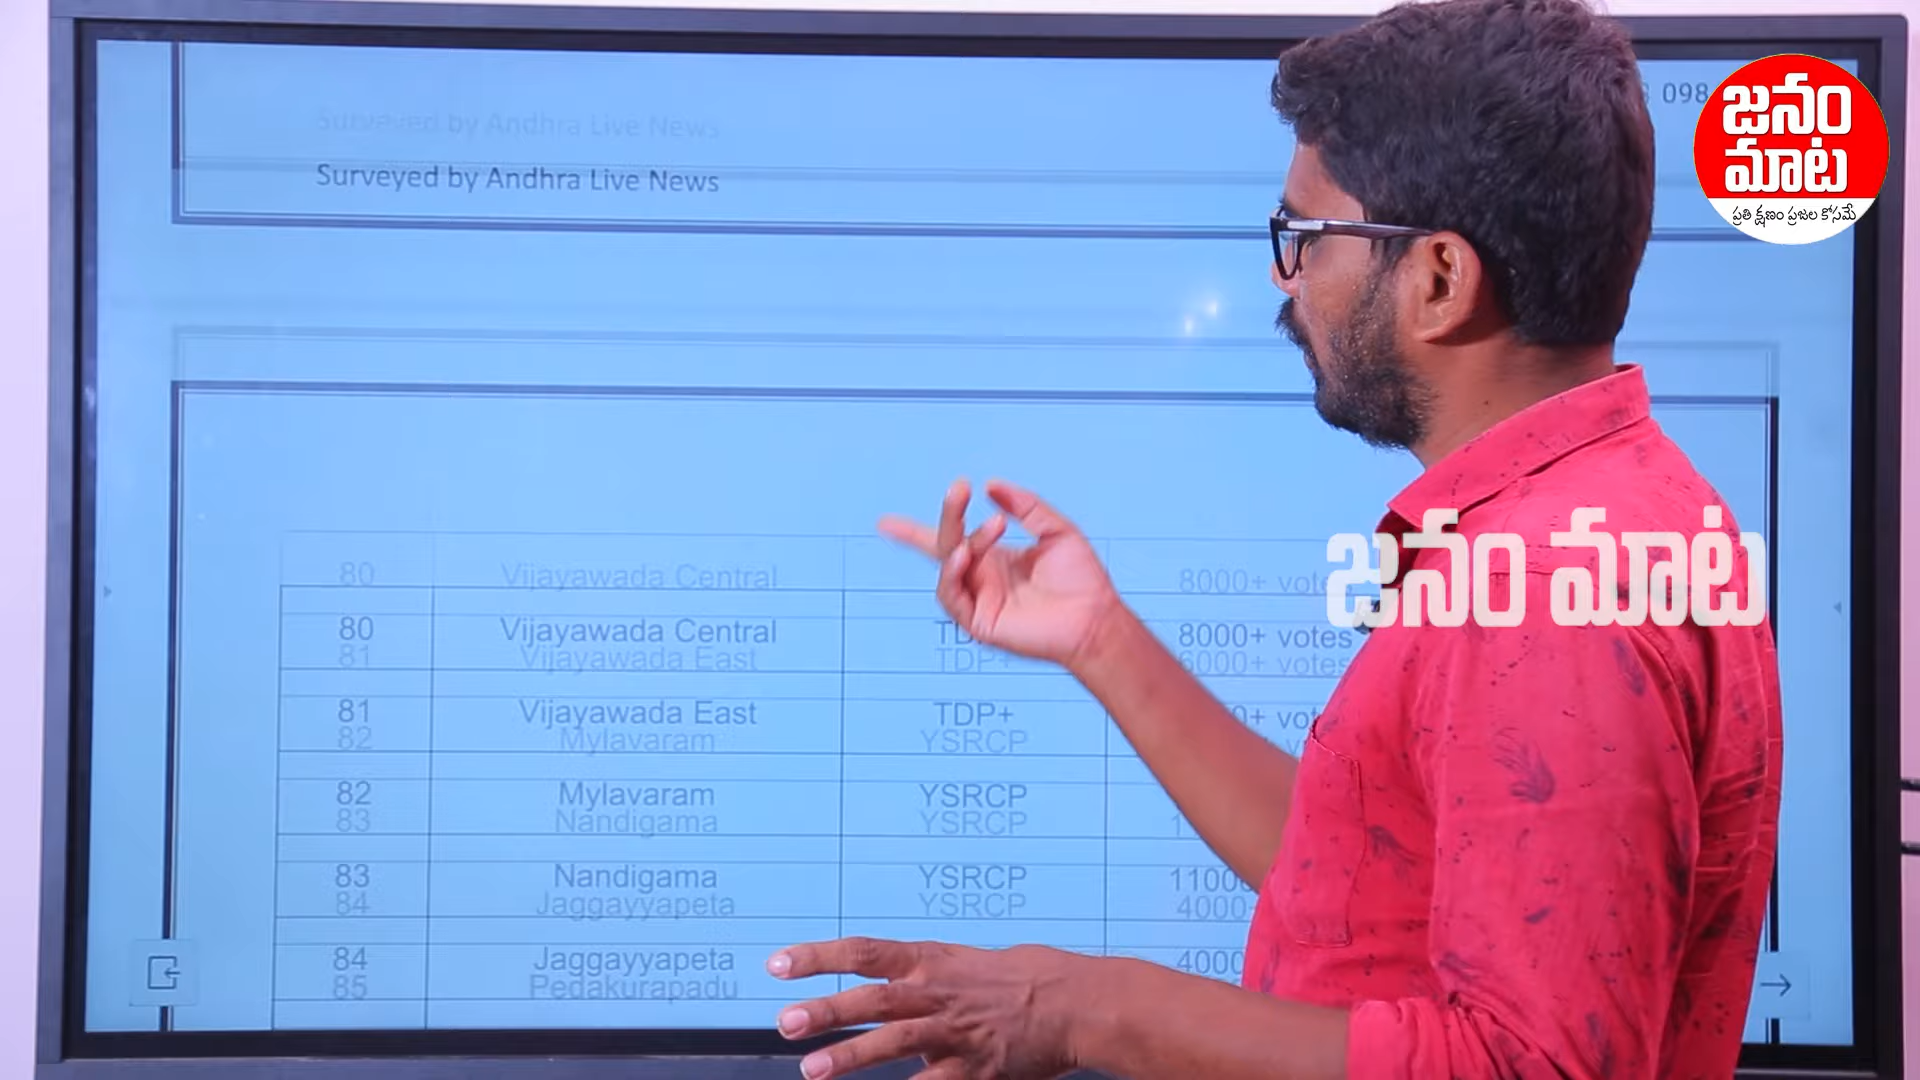 098
జనం
మాట
ప్రతి క్షణం ప్రజల కోసమే
Surveyed by Andhra Live News
Surveyed by Andhra Live News
జనం మాట
80 Vijayawada Central 8000+ votes
80 Vijayawada Central 8000+ votes
81 Vijayawada East TDP+ 6000+ votes
81 Vijayawada East TDP+
82 Mylavaram YSRCP
82 Mylavaram YSRCP
83 Nandigama YSRCP
83 Nandigama YSRCP
84 Jaggayyapeta YSRCP
84 Jaggayyapeta
85 Pedakurapadu